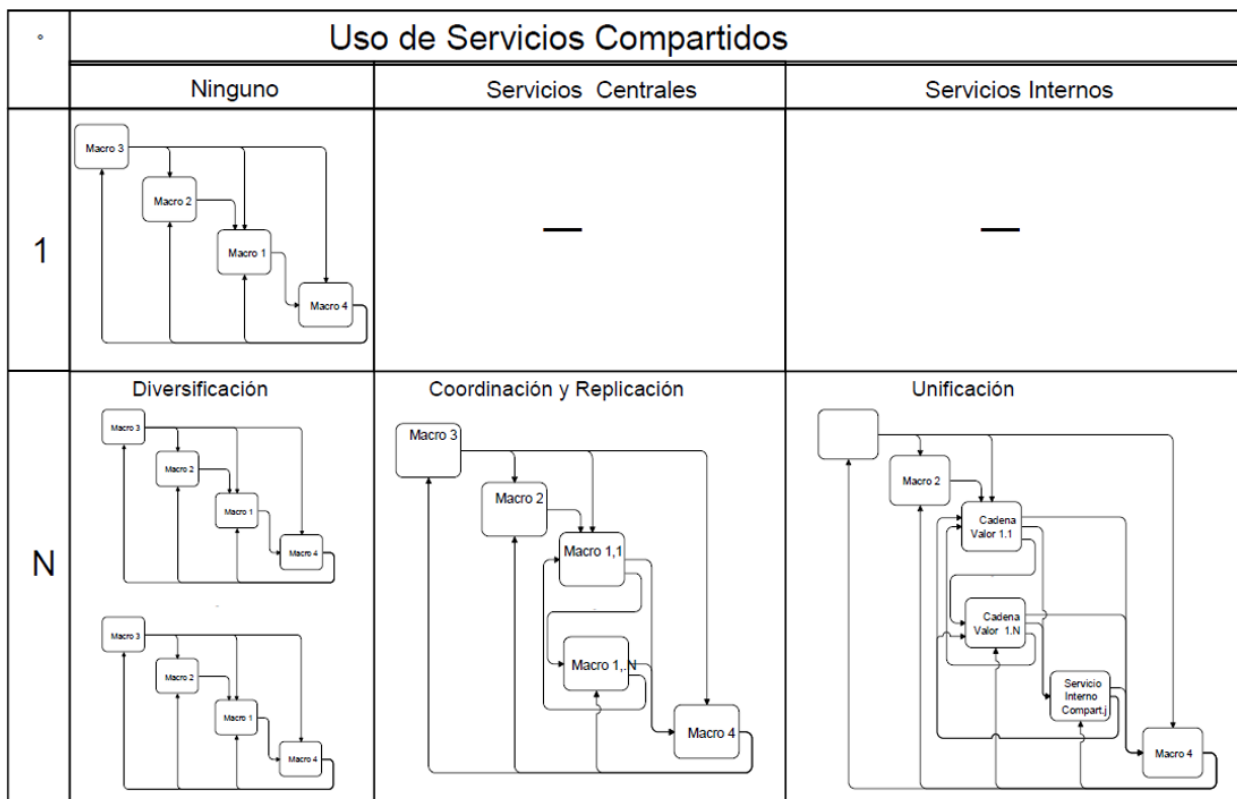 Uso de Servicios Compartidos
Ninguno
Servicios Centrales
Servicios Internos
1
Macro 3
Macro 2
Macro 1
Macro 4
—
—
N
Diversificación
Macro 3
Macro 2
Macro 1
Macro 4
Macro 3
Macro 2
Macro 1
Macro 4
Coordinación y Replicación
Macro 3
Macro 2
Macro 1,1
Macro 1,.N
Macro 4
Unificación
Macro 2
Cadena
Valor 1.1
Cadena
Valor 1.N
Servicio
Interno
Compart.j
Macro 4